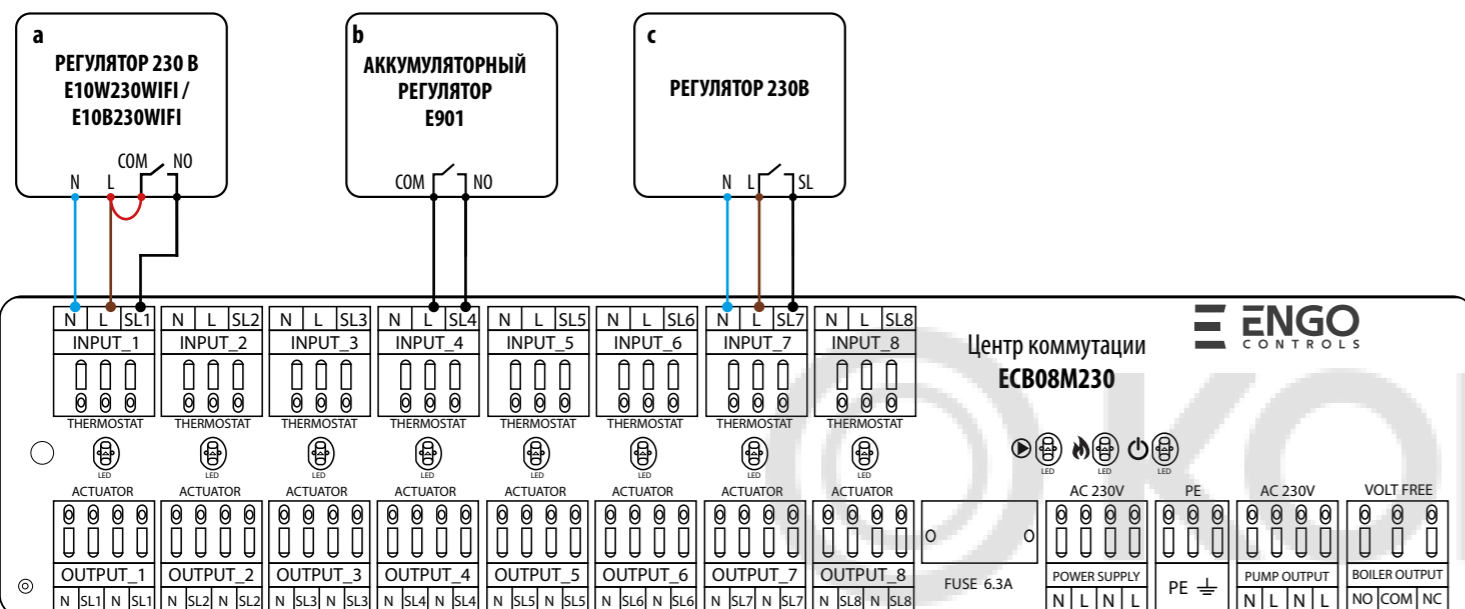 a
РЕГУЛЯТОР 230 В
E10W230WIFI /
E10B230WIFI
COM NO
N L
b
АККУМУЛЯТОРНЫЙ
РЕГУЛЯТОР
E901
COM NO
c
РЕГУЛЯТОР 230В
N L SL
N L SL1 N L SL2 N L SL3 N L SL4 N L SL5 N L SL6 N L SL7 N L SL8
INPUT_1 INPUT_2 INPUT_3 INPUT_4 INPUT_5 INPUT_6 INPUT_7 INPUT_8
THERMOSTAT THERMOSTAT THERMOSTAT THERMOSTAT THERMOSTAT THERMOSTAT THERMOSTAT THERMOSTAT
LED LED LED LED LED LED LED LED
ENGO
CONTROLS
Центр коммутации
ECB08M230
LED LED LED
ACTUATOR ACTUATOR ACTUATOR ACTUATOR ACTUATOR ACTUATOR ACTUATOR ACTUATOR
OUTPUT_1 OUTPUT_2 OUTPUT_3 OUTPUT_4 OUTPUT_5 OUTPUT_6 OUTPUT_7 OUTPUT_8
N SL1 N SL1 N SL2 N SL2 N SL3 N SL3 N SL4 N SL4 N SL5 N SL5 N SL6 N SL6 N SL7 N SL7 N SL8 N SL8
FUSE 6.3A
AC 230V
POWER SUPPLY
N L N L
PE
PE
AC 230V
PUMP OUTPUT
N L N L
VOLT FREE
BOILER OUTPUT
NO COM NC